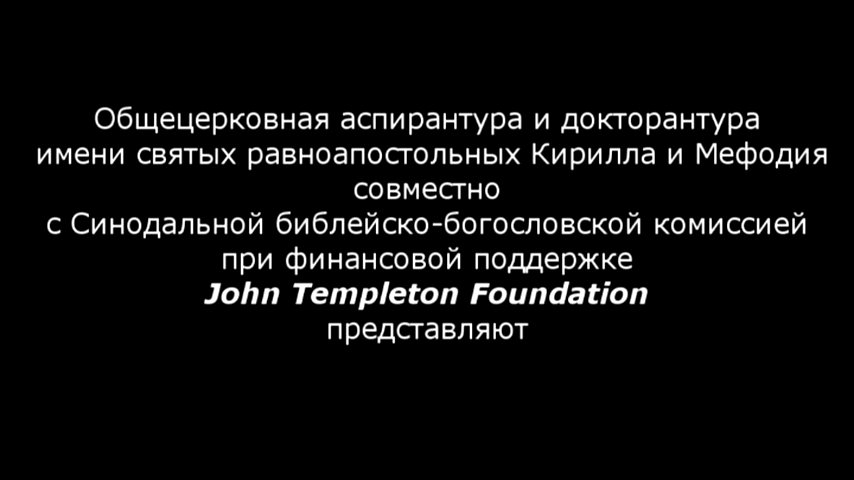 Общецерковная аспирантура и докторантура
имени святых равноапостольных Кирилла и Мефодия
совместно
с Синодальной библейско-богословской комиссией
при финансовой поддержке
John Templeton Foundation
представляют